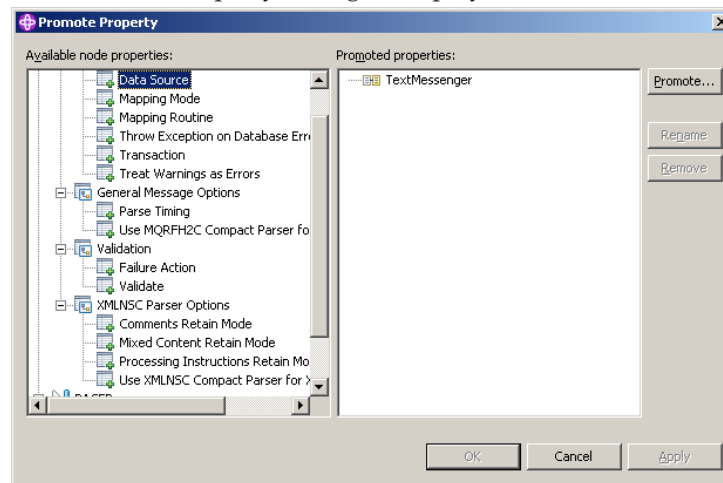 Promote Property
Available node properties:
Promoted properties:
Data Source
Mapping Mode
Mapping Routine
Throw Exception on Database Erro
Transaction
Treat Warnings as Errors
General Message Options
Parse Timing
Use MQRFH2C Compact Parser fo
Validation
Failure Action
Validate
XMLNSC Parser Options
Comments Retain Mode
Mixed Content Retain Mode
Processing Instructions Retain Mo
Use XMLNSC Compact Parser for X
TextMessenger
Promote...
Rename
Remove
OK
Cancel
Apply